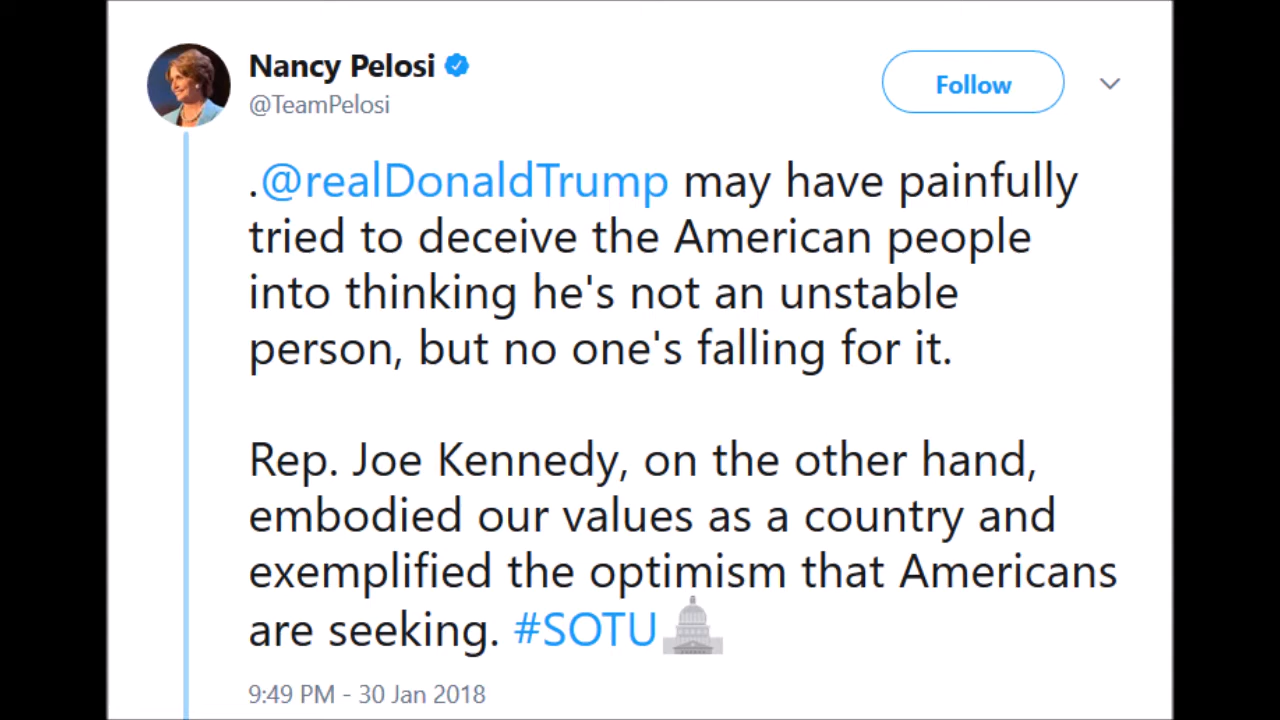 Nancy Pelosi
@TeamPelosi
Follow
.@realDonaldTrump may have painfully
tried to deceive the American people
into thinking he's not an unstable
person, but no one's falling for it.
Rep. Joe Kennedy, on the other hand,
embodied our values as a country and
exemplified the optimism that Americans
are seeking. #SOTU
9:49 PM - 30 Jan 2018